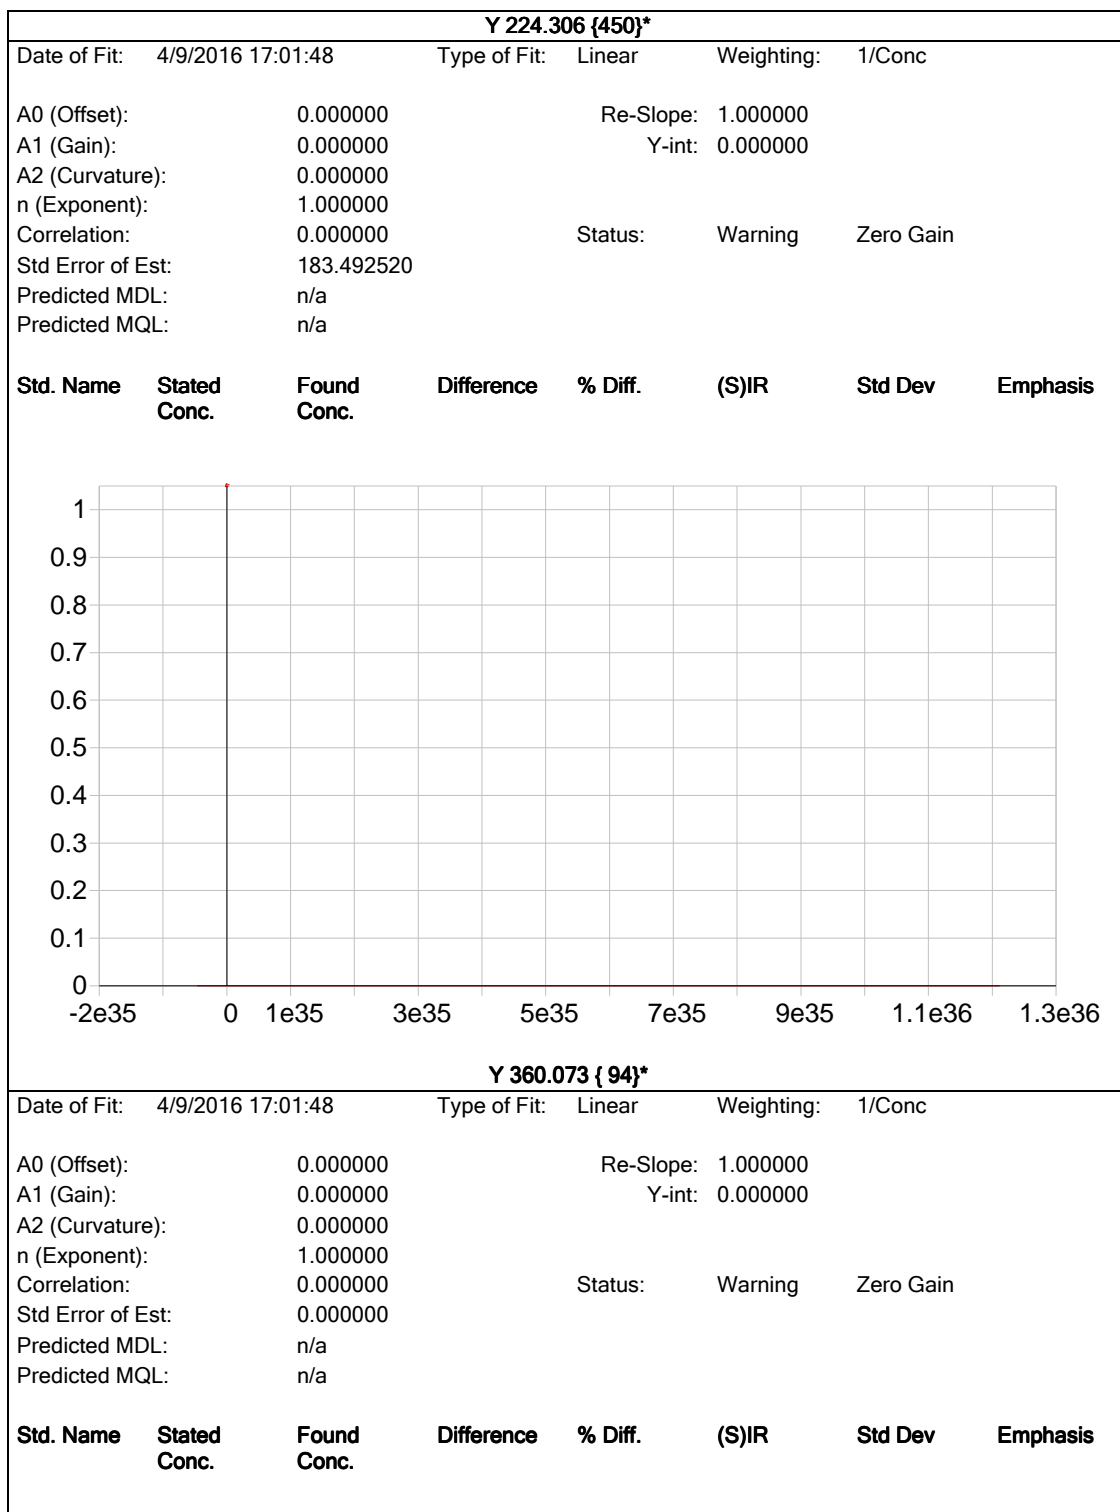 Y 224.306 {450}*
Date of Fit: 4/9/2016 17:01:48 Type of Fit: Linear Weighting: 1/Conc
A0 (Offset): 0.000000 Re-Slope: 1.000000
A1 (Gain): 0.000000 Y-int: 0.000000
A2 (Curvature): 0.000000
n (Exponent): 1.000000
Correlation: 0.000000 Status: Warning Zero Gain
Std Error of Est: 183.492520
Predicted MDL: n/a
Predicted MQL: n/a
Std. Name Stated Found Difference % Diff. (S)IR Std Dev Emphasis
Conc. Conc.
1
0.9
0.8
0.7
0.6
0.5
0.4
0.3
0.2
0.1
0
-2e35 0 1e35 3e35 5e35 7e35 9e35 1.1e36 1.3e36
Y 360.073 { 94}*
Date of Fit: 4/9/2016 17:01:48 Type of Fit: Linear Weighting: 1/Conc
A0 (Offset): 0.000000 Re-Slope: 1.000000
A1 (Gain): 0.000000 Y-int: 0.000000
A2 (Curvature): 0.000000
n (Exponent): 1.000000
Correlation: 0.000000 Status: Warning Zero Gain
Std Error of Est: 0.000000
Predicted MDL: n/a
Predicted MQL: n/a
Std. Name Stated Found Difference % Diff. (S)IR Std Dev Emphasis
Conc. Conc.